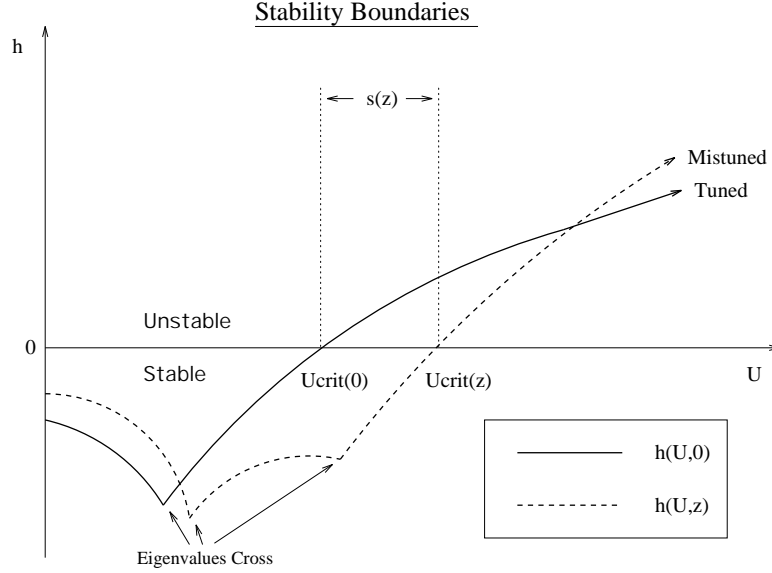 Stability Boundaries
h
s(z)
Mistuned
Tuned
Unstable
0
Stable
Ucrit(0)
Ucrit(z)
U
h(U,0)
h(U,z)
Eigenvalues Cross